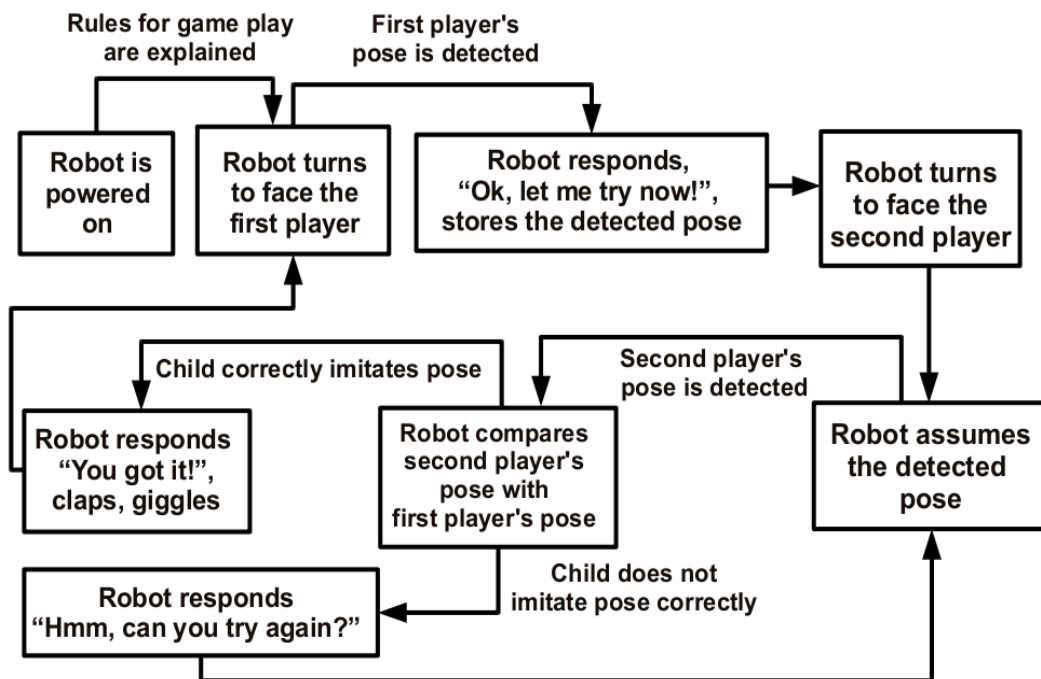 Rules for game play
are explained
First player's
pose is detected
Robot is
powered
on
Robot turns
to face the
first player
Robot responds,
“Ok, let me try now!”,
stores the detected pose
Robot turns
to face the
second player
Child correctly imitates pose
Second player's
pose is detected
Robot responds
“You got it!”,
claps, giggles
Robot compares
second player's
pose with
first player's pose
Robot assumes
the detected
pose
Child does not
imitate pose correctly
Robot responds
“Hmm, can you try again?”